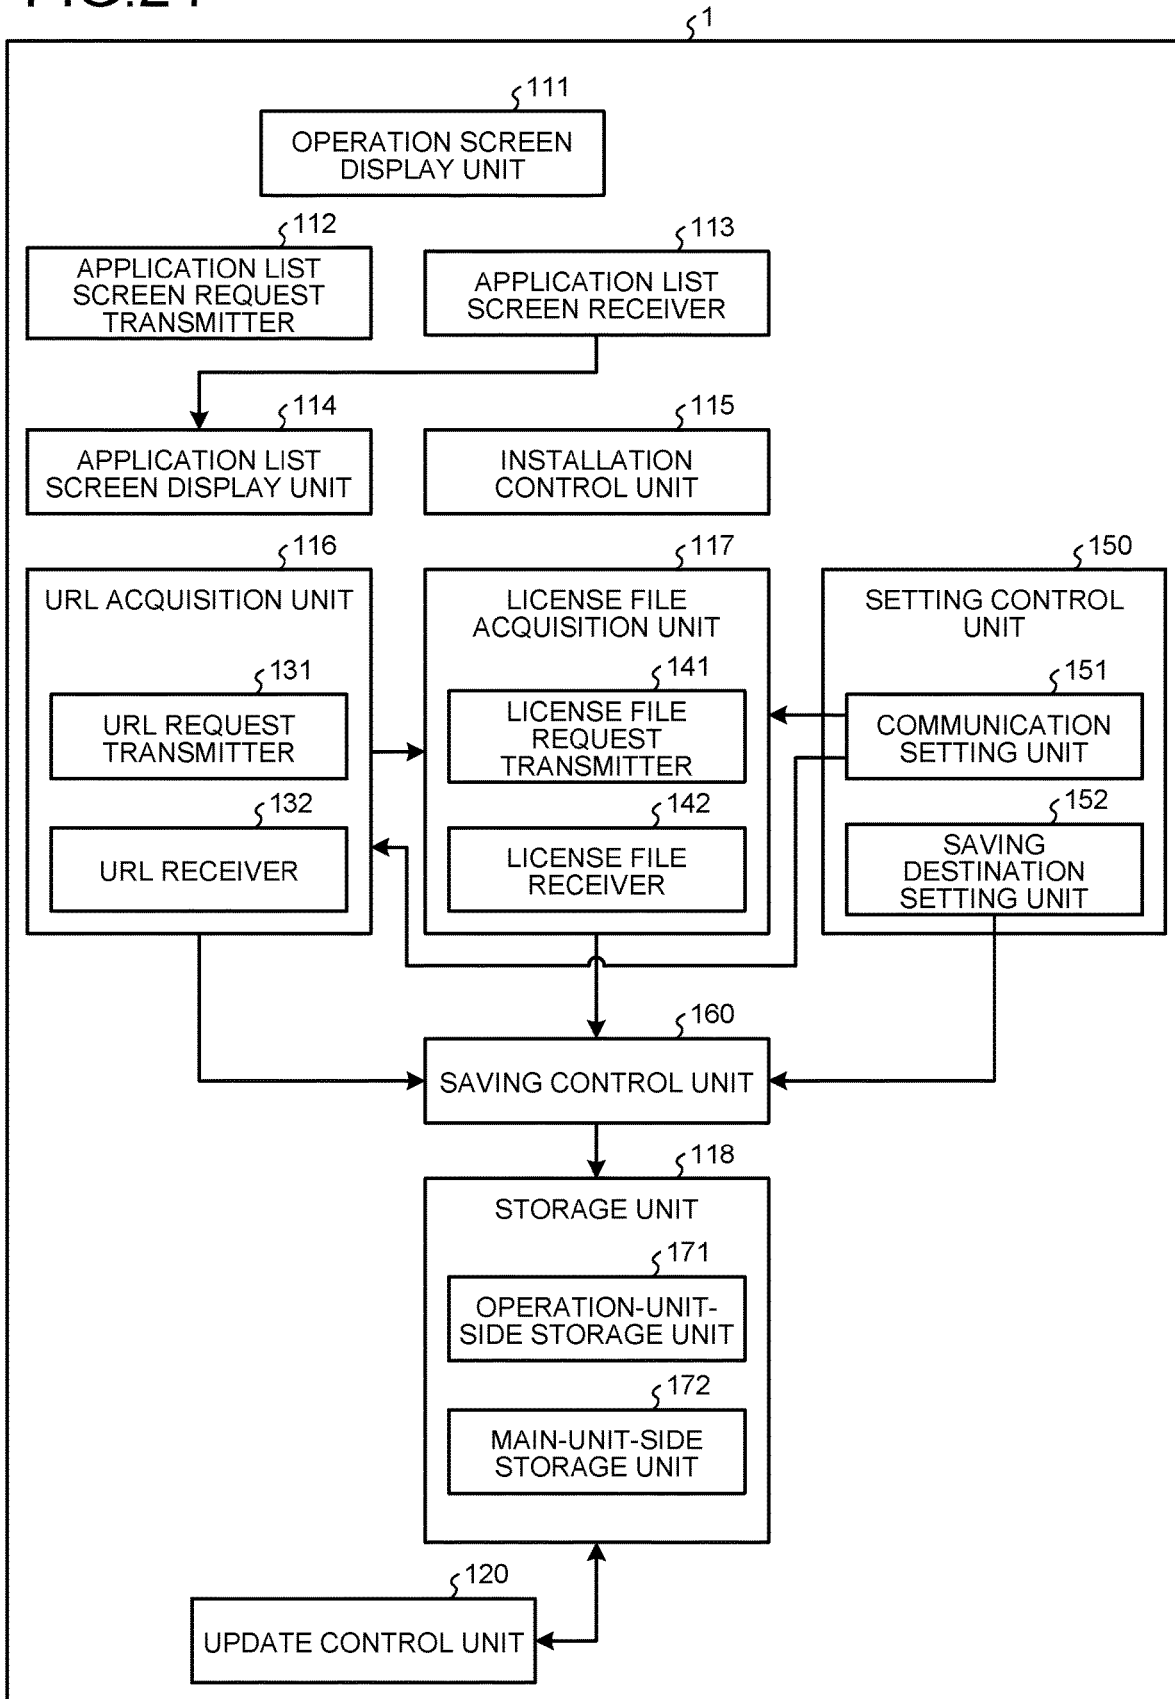 1
111
OPERATION SCREEN
DISPLAY UNIT
112
APPLICATION LIST
SCREEN REQUEST
TRANSMITTER
113
APPLICATION LIST
SCREEN RECEIVER
114
APPLICATION LIST
SCREEN DISPLAY UNIT
115
INSTALLATION
CONTROL UNIT
116
URL ACQUISITION UNIT
131
URL REQUEST
TRANSMITTER
132
URL RECEIVER
117
LICENSE FILE
ACQUISITION UNIT
141
LICENSE FILE
REQUEST
TRANSMITTER
142
LICENSE FILE
RECEIVER
150
SETTING CONTROL
UNIT
151
COMMUNICATION
SETTING UNIT
152
SAVING
DESTINATION
SETTING UNIT
160
SAVING CONTROL UNIT
118
STORAGE UNIT
171
OPERATION-UNIT-
SIDE STORAGE UNIT
172
MAIN-UNIT-SIDE
STORAGE UNIT
120
UPDATE CONTROL UNIT